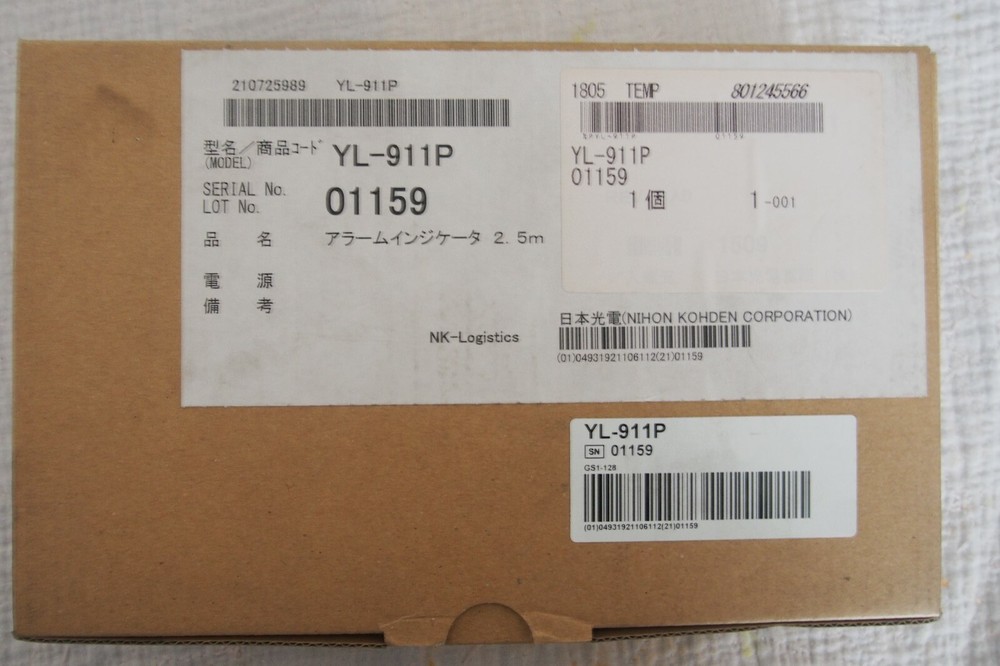 210725989 YL-911P
型名／商品コード YL-911P
(MODEL)
SERIAL No. 01159
LOT No.
品 名 アラームインジケータ 2.5m
電 源
備 考
NK-Logistics
1805 TEMP 801245566
01159
YL-911P
01159
1個 1-001
日本光電(NIHON KOHDEN CORPORATION)
(01)04931921106112(21)01159
YL-911P
SN 01159
GS1-128
(01)04931921106112(21)01159